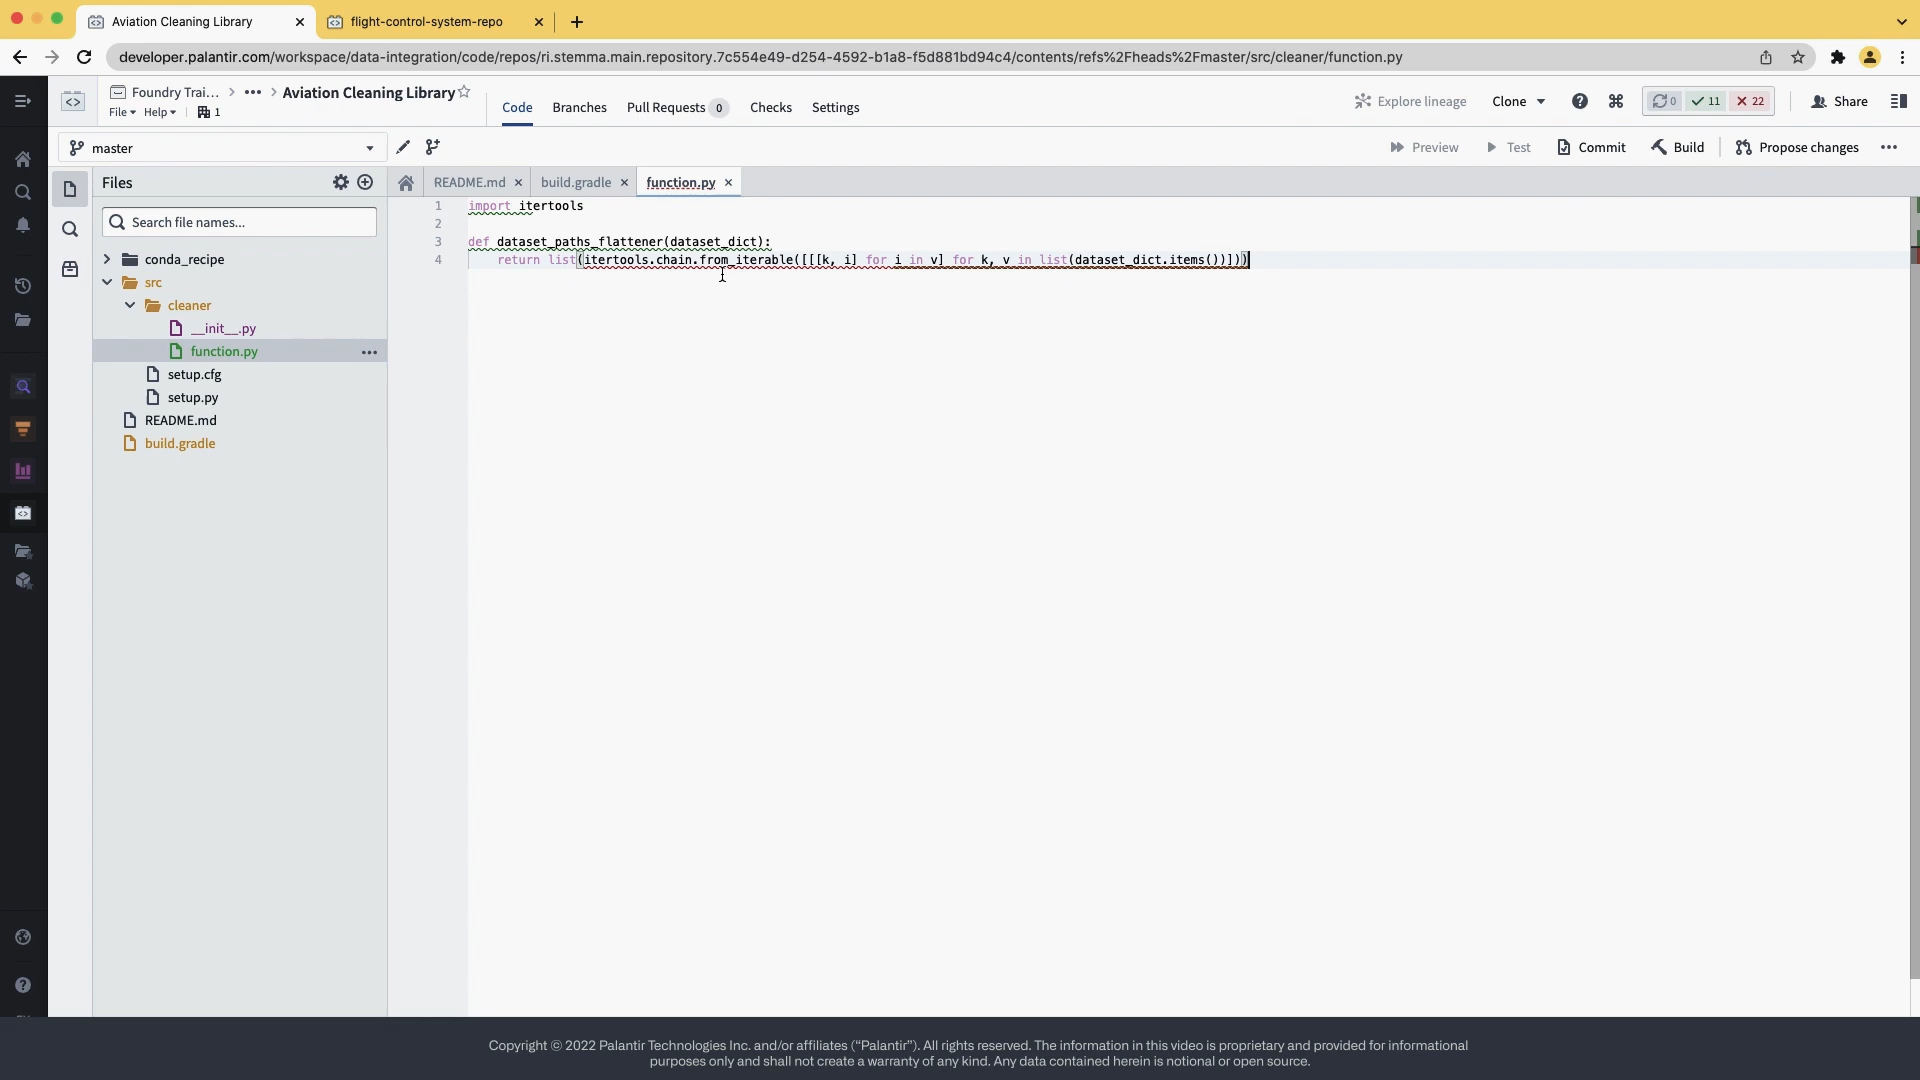 Aviation Cleaning Library
flight-control-system-repo
developer.palantir.com/workspace/data-integration/code/repos/ri.stemma.main.repository.7c554e49-d254-4592-b1a8-f5d881bd94c4/contents/refs%2Fheads%2Fmaster/src/cleaner/function.py
Foundry Trai...
Aviation Cleaning Library
File
Help
1
Code
Branches
Pull Requests 0
Checks
Settings
Explore lineage
Clone
0
11
22
Share
master
Preview
Test
Commit
Build
Propose changes
Files
README.md
build.gradle
function.py
Search file names...
conda_recipe
src
cleaner
__init__.py
function.py
setup.cfg
setup.py
README.md
build.gradle
1 import itertools
2
3 def dataset_paths_flattener(dataset_dict):
4 return list(itertools.chain.from_iterable([[[k, i] for i in v] for k, v in list(dataset_dict.items())]))
Copyright © 2022 Palantir Technologies Inc. and/or affiliates (“Palantir”). All rights reserved. The information in this video is proprietary and provided for informational
purposes only and shall not create a warranty of any kind. Any data contained herein is notional or open source.